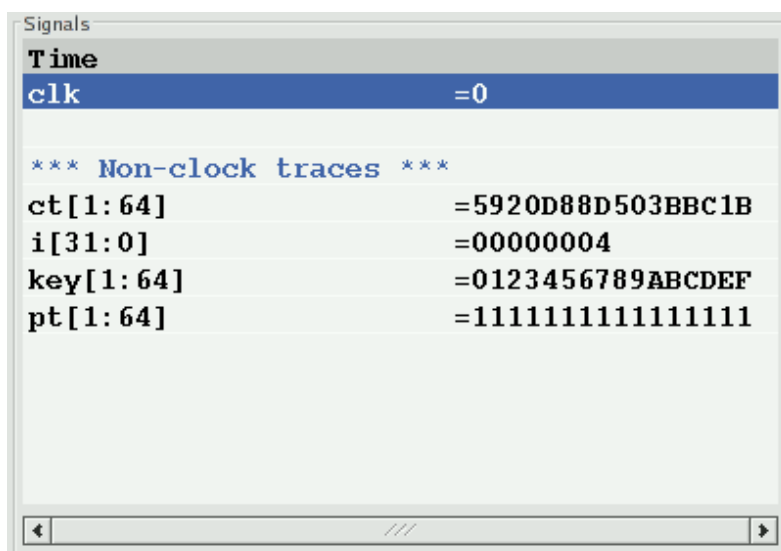 Signals
Time
clk =0
*** Non-clock traces ***
ct[1:64] =5920D88D503BBC1B
i[31:0] =00000004
key[1:64] =0123456789ABCDEF
pt[1:64] =1111111111111111